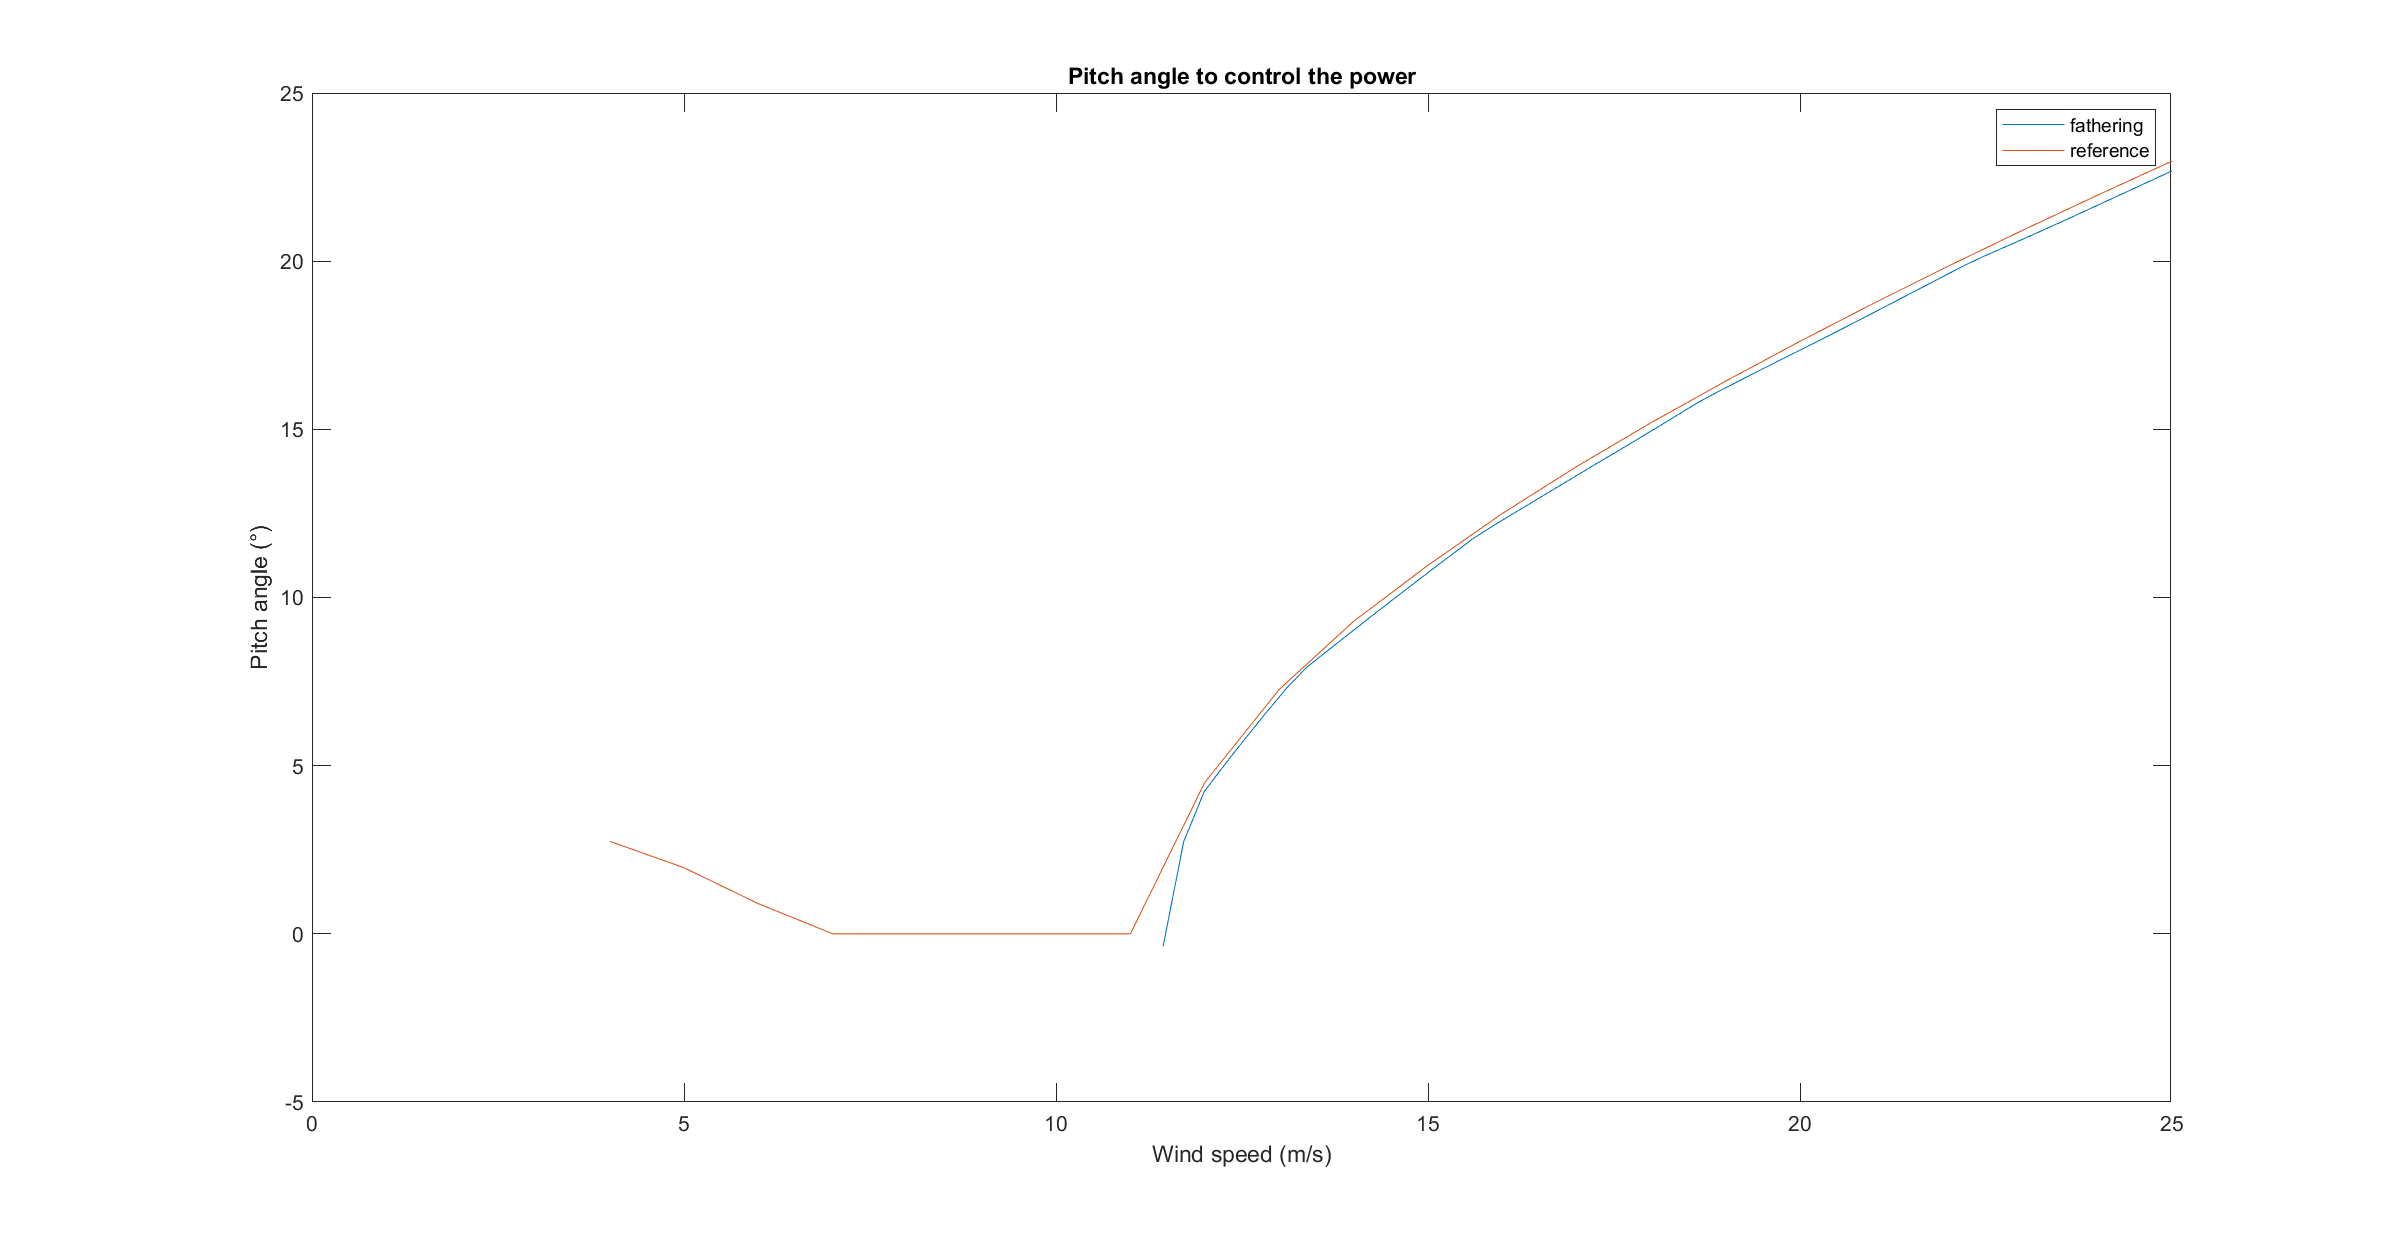 Pitch angle to control the power
fathering
reference
25
20
15
10
5
0
-5
Pitch angle (°)
0 5 10 15 20 25
Wind speed (m/s)